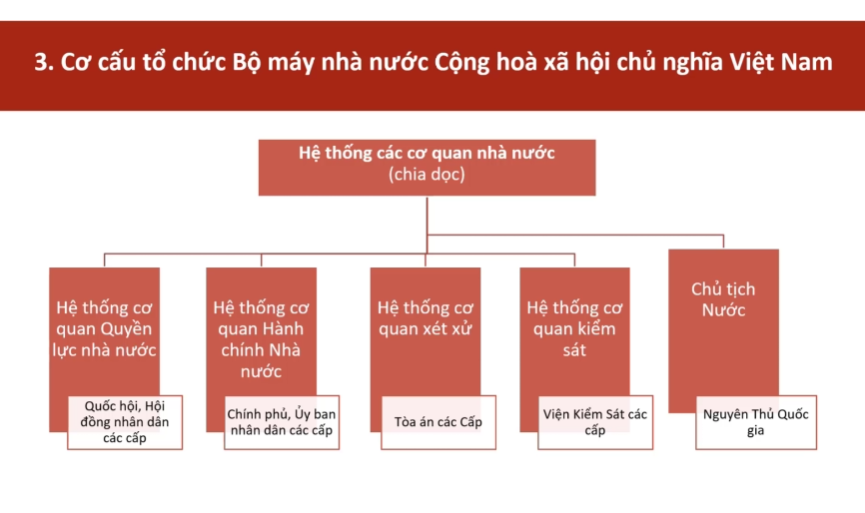 3. Cơ cấu tổ chức Bộ máy nhà nước Cộng hoà xã hội chủ nghĩa Việt Nam
Hệ thống các cơ quan nhà nước
(chia dọc)
Hệ thống cơ
quan Quyền
lực nhà nước
Quốc hội, Hội
đồng nhân dân
các cấp
Hệ thống cơ
quan Hành
chính Nhà
nước
Chính phủ, Ủy ban
nhân dân các cấp
Hệ thống cơ
quan xét xử
Tòa án các Cấp
Hệ thống cơ
quan kiểm
sát
Viện Kiểm Sát các
cấp
Chủ tịch
Nước
Nguyên Thủ Quốc
gia